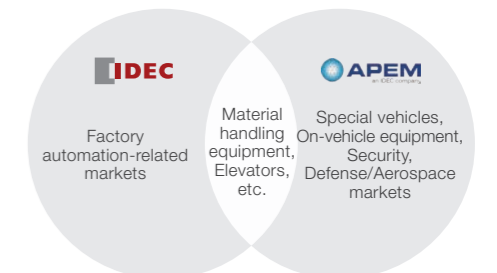 IDEC
Factory
automation-related
markets
Material
handling
equipment,
Elevators,
etc.
APEM
an IDEC company
Special vehicles,
On-vehicle equipment,
Security,
Defense/Aerospace
markets